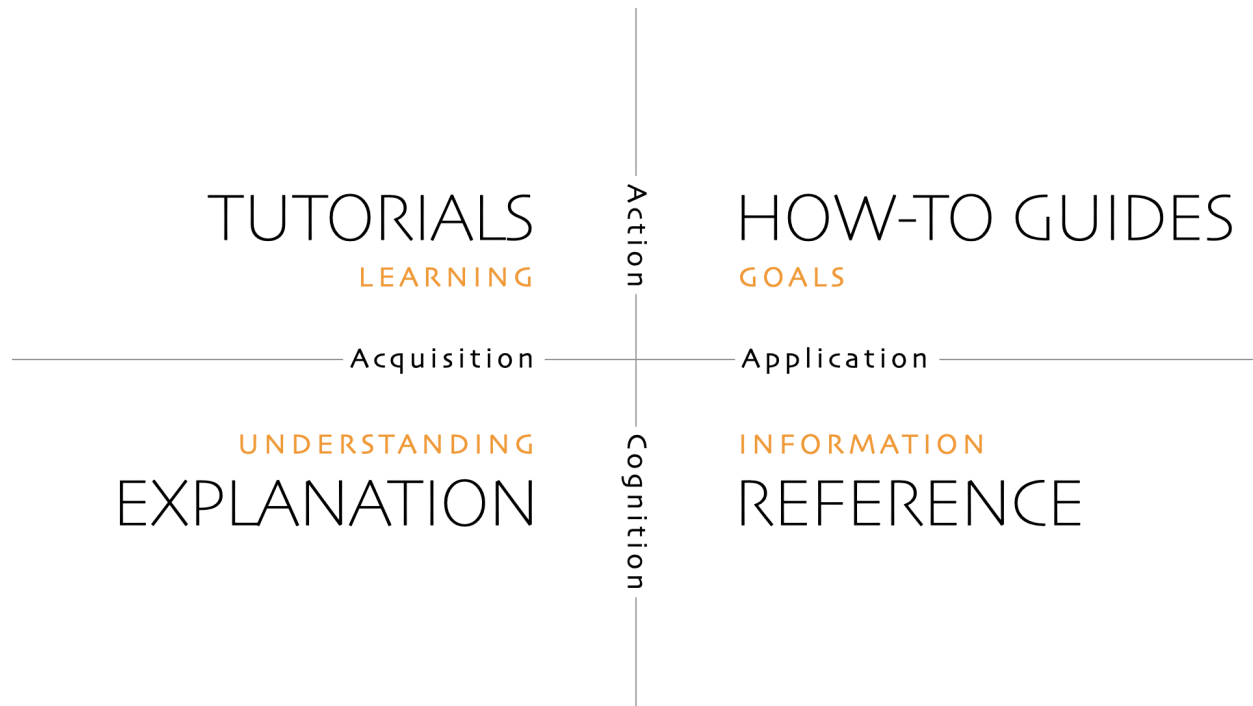 TUTORIALS
LEARNING
Action
HOW-TO GUIDES
GOALS
Acquisition
Application
UNDERSTANDING
EXPLANATION
Cognition
INFORMATION
REFERENCE